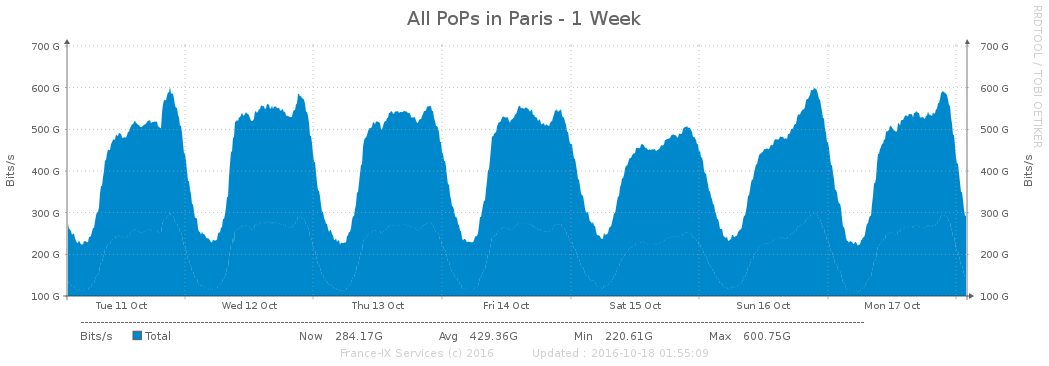 All PoPs in Paris - 1 Week
RRDTOOL / TOBI OETIKER
700 G 700 G
600 G 600 G
500 G 500 G
400 G 400 G
300 G 300 G
200 G 200 G
100 G 100 G
Bits/s
Bits/s
Tue 11 Oct Wed 12 Oct Thu 13 Oct Fri 14 Oct Sat 15 Oct Sun 16 Oct Mon 17 Oct
Bits/s Total Now 284.17G Avg 429.36G Min 220.61G Max 600.75G
France-IX Services (c) 2016 Updated : 2016-10-18 01:55:09